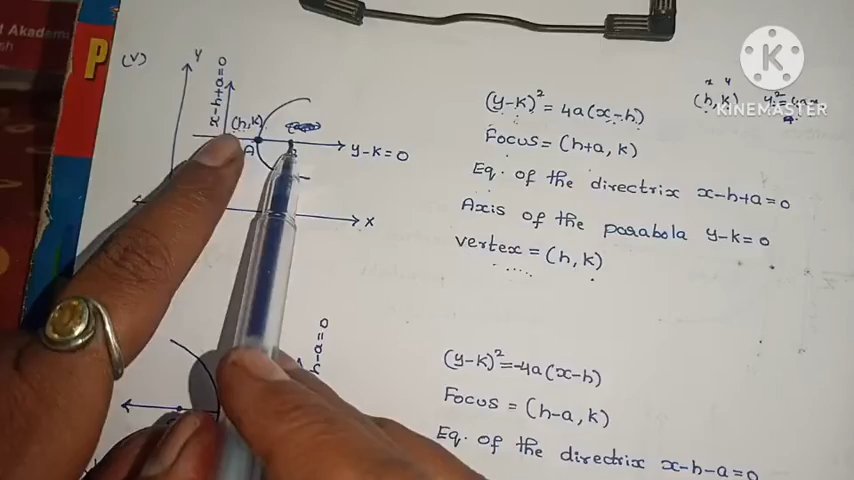 Akadem
P
(v)
Y
x-h+a=0
(h,k)
A
y-k=0
x
(y-k)²=4a(x-h)
Focus=(h+a, k)
Eq. of the directrix x-h+a=0
Axis of the parabola y-k=0
vertex=(h, k)
x y
(h,k)
KINEMASTER
(y-k)²=-4a(x-h)
Focus = (h-a, k)
Eq. of the directrix x-h-a=0